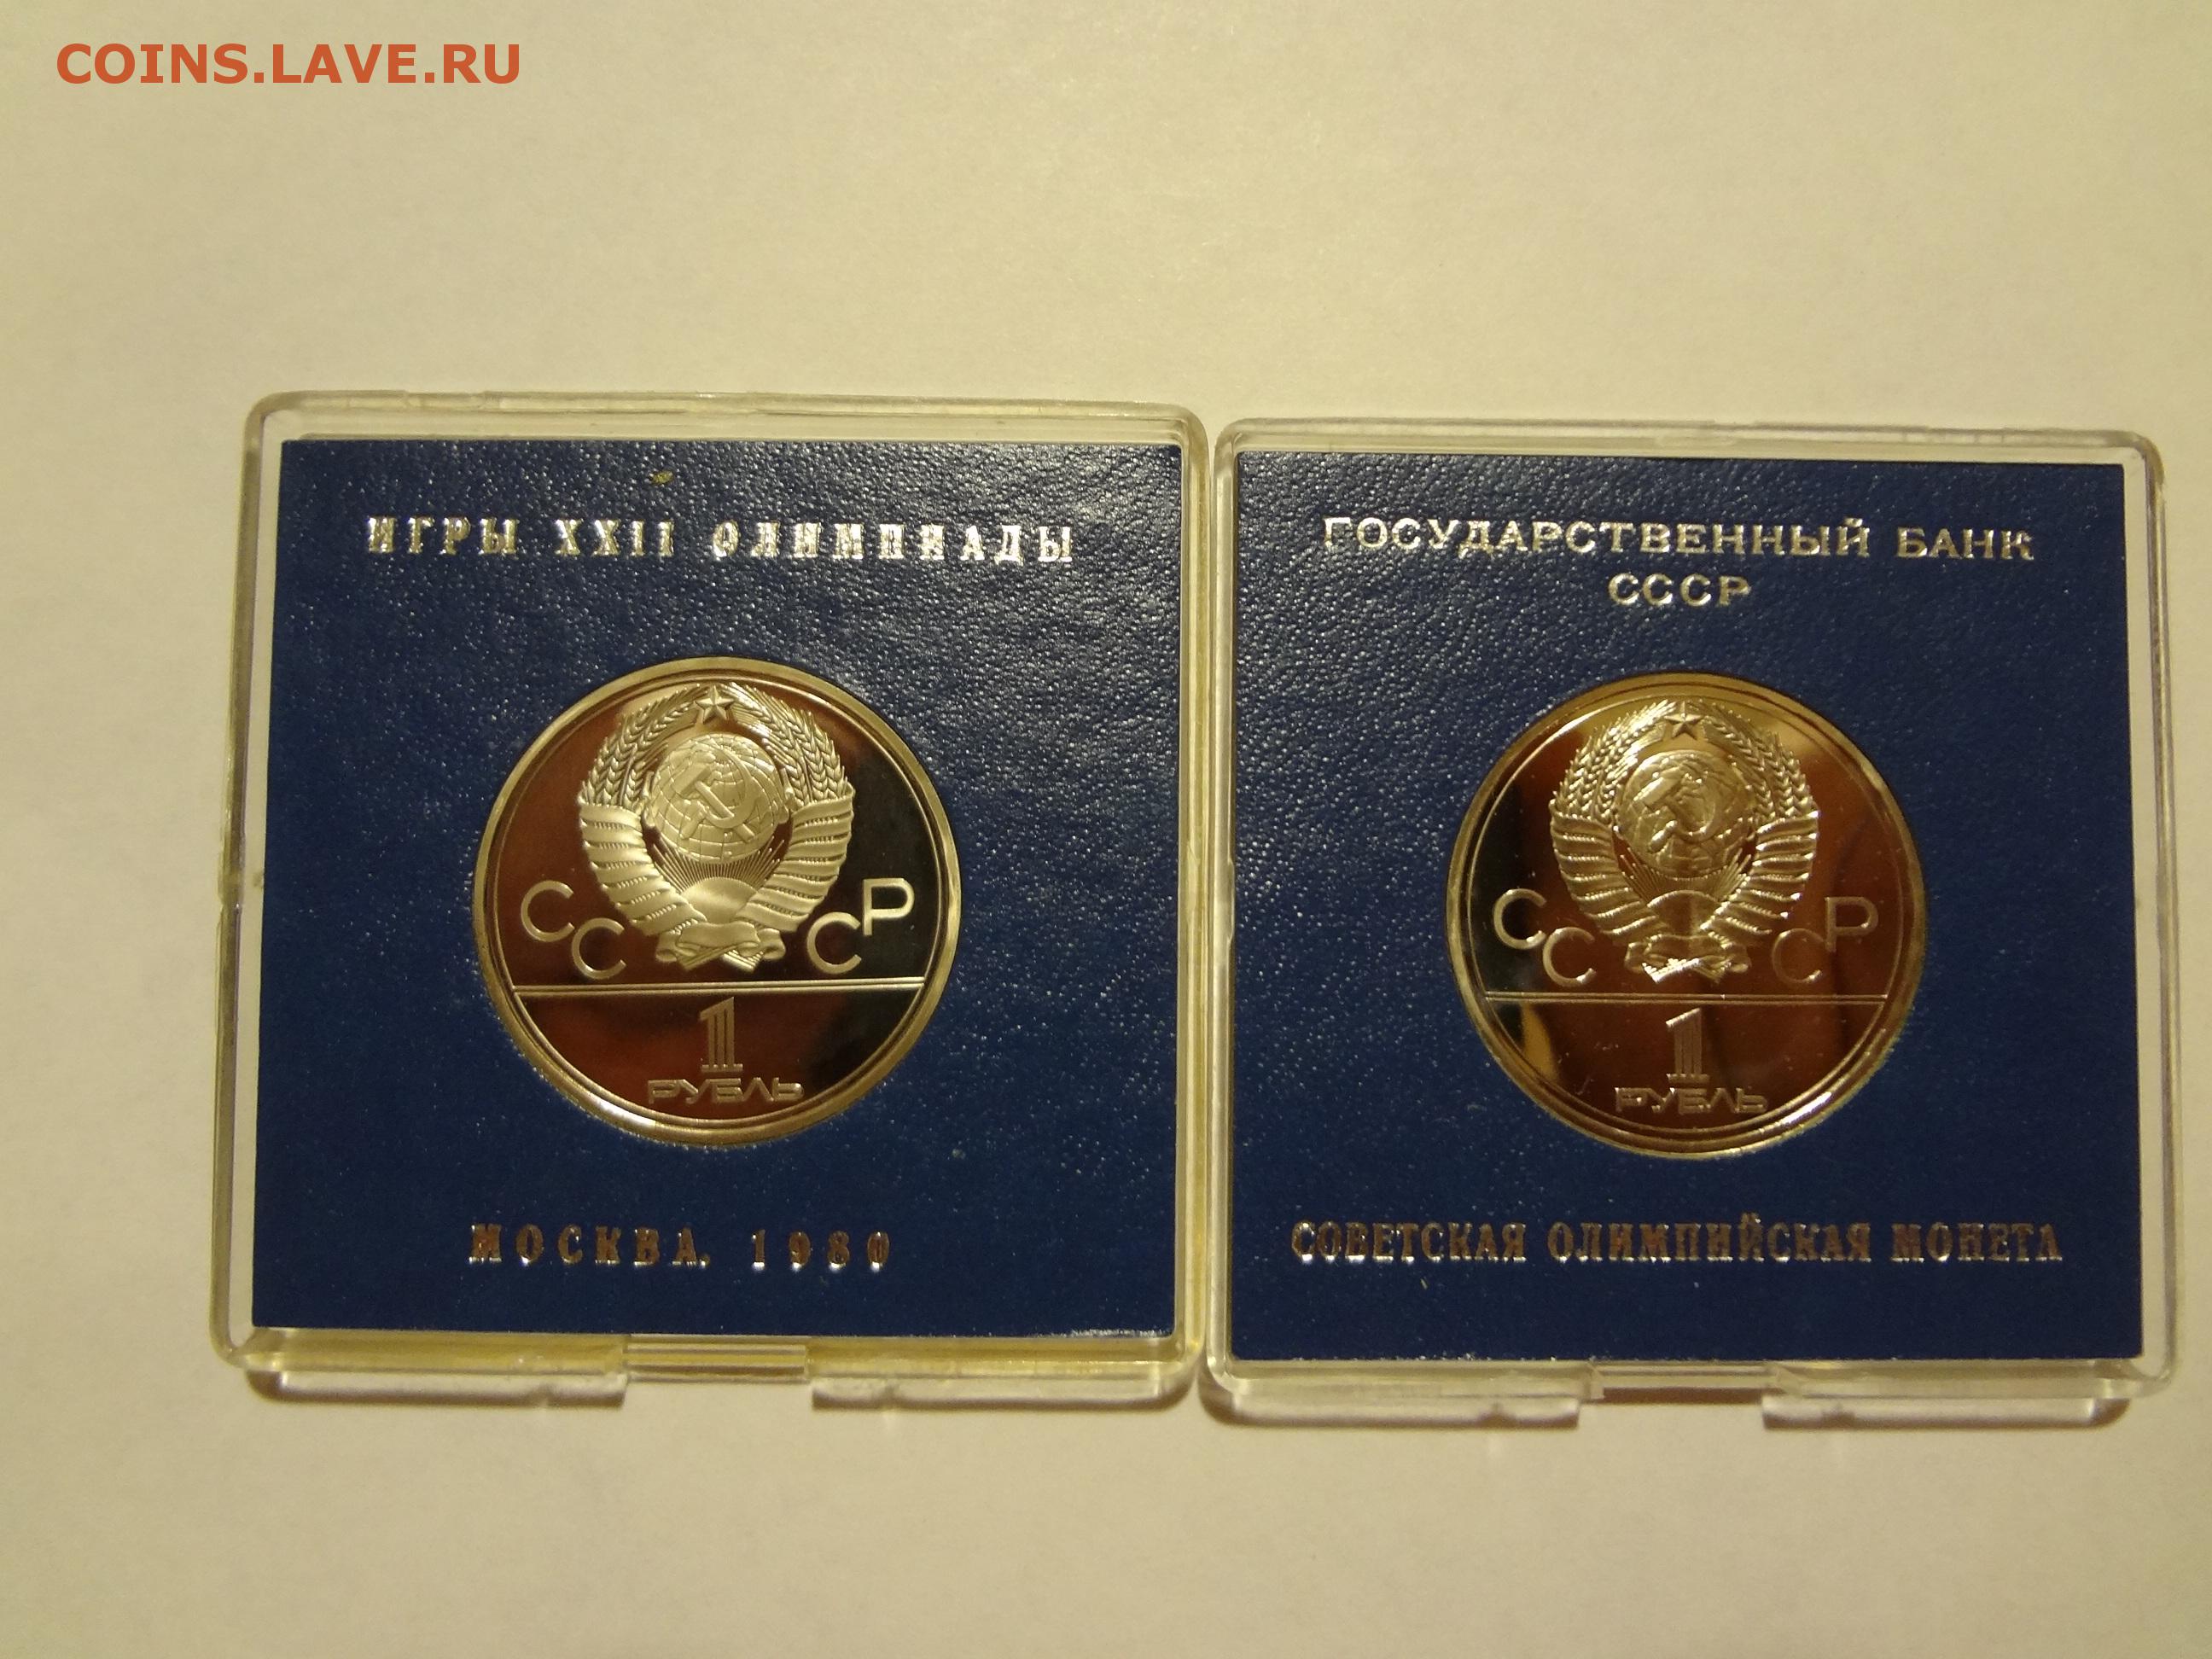 COINS.LAVE.RU
ИГРЫ XXII ОЛИМПИАДЫ
СССР
1
РУБЛЬ
МОСКВА. 1980
ГОСУДАРСТВЕННЫЙ БАНК
СССР
СССР
1
РУБЛЬ
СОВЕТСКАЯ ОЛИМПИЙСКАЯ МОНЕТА